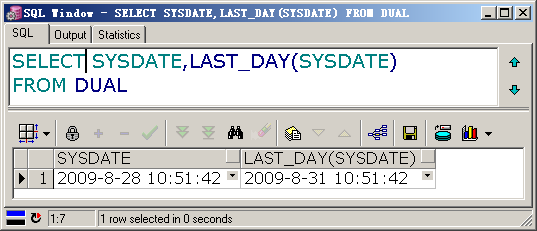 SQL Window - SELECT SYSDATE,LAST_DAY(SYSDATE) FROM DUAL
SQL Output Statistics
SELECT SYSDATE,LAST_DAY(SYSDATE)
FROM DUAL
SYSDATE LAST_DAY(SYSDATE)
1 2009-8-28 10:51:42 2009-8-31 10:51:42
1:7 1 row selected in 0 seconds